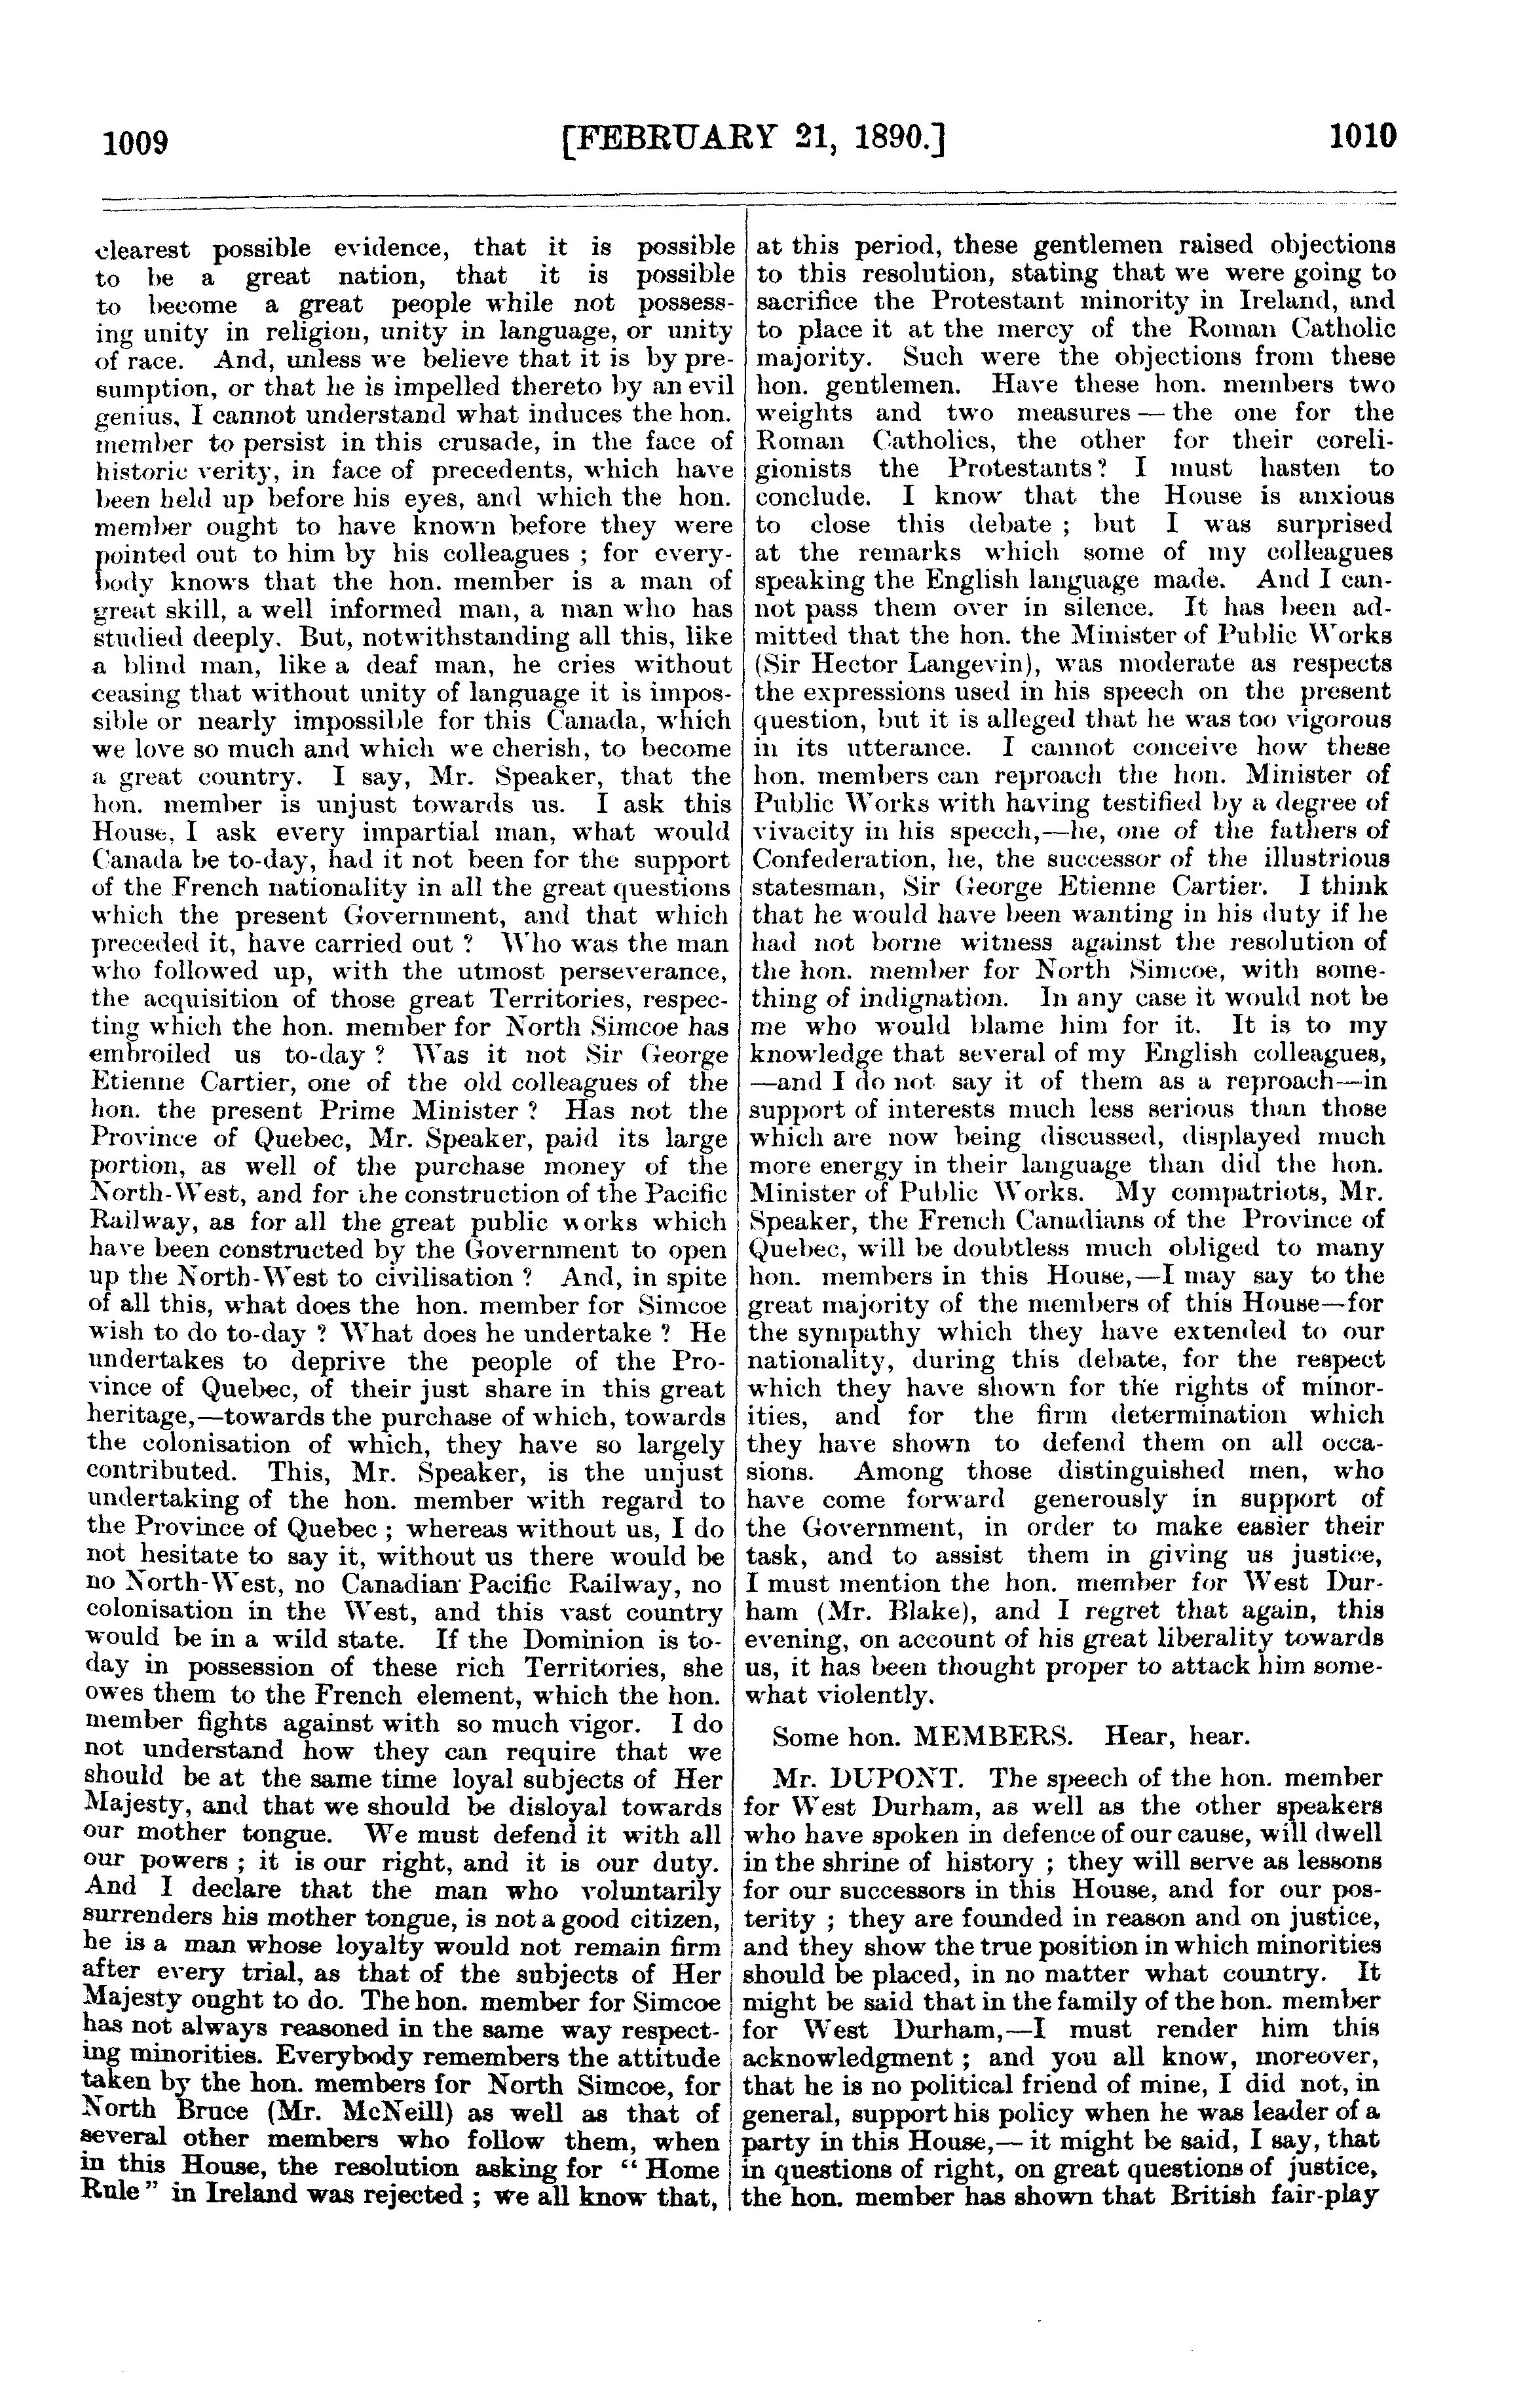 1009
[FEBRUARY 21, 1890.]
1010
clearest possible evidence, that it is possible
to be a great nation, that it is possible
to become a great people while not possess-
ing unity in religion, unity in language, or unity
of race. And, unless we believe that it is by pre-
sumption, or that he is impelled thereto by an evil
genius, I cannot understand what induces the hon.
member to persist in this crusade, in the face of
historic verity, in face of precedents, which have
been held up before his eyes, and which the hon.
member ought to have known before they were
pointed out to him by his colleagues ; for every-
body knows that the hon. member is a man of
great skill, a well informed man, a man who has
studied deeply. But, notwithstanding all this, like
a blind man, like a deaf man, he cries without
ceasing that without unity of language it is impos-
sible or nearly impossible for this Canada, which
we love so much and which we cherish, to become
a great country. I say, Mr. Speaker, that the
hon. member is unjust towards us. I ask this
House, I ask every impartial man, what would
Canada be to-day, had it not been for the support
of the French nationality in all the great questions
which the present Government, and that which
preceded it, have carried out ? Who was the man
who followed up, with the utmost perseverance,
the acquisition of those great Territories, respec-
ting which the hon. member for North Simcoe has
embroiled us to-day ? Was it not Sir George
Etienne Cartier, one of the old colleagues of the
hon. the present Prime Minister ? Has not the
Province of Quebec, Mr. Speaker, paid its large
portion, as well of the purchase money of the
North-West, and for the construction of the Pacific
Railway, as for all the great public works which
have been constructed by the Government to open
up the North-West to civilisation ? And, in spite
of all this, what does the hon. member for Simcoe
wish to do to-day ? What does he undertake ? He
undertakes to deprive the people of the Pro-
vince of Quebec, of their just share in this great
heritage,—towards the purchase of which, towards
the colonisation of which, they have so largely
contributed. This, Mr. Speaker, is the unjust
undertaking of the hon. member with regard to
the Province of Quebec ; whereas without us, I do
not hesitate to say it, without us there would be
no North-West, no Canadian Pacific Railway, no
colonisation in the West, and this vast country
would be in a wild state. If the Dominion is to-
day in possession of these rich Territories, she
owes them to the French element, which the hon.
member fights against with so much vigor. I do
not understand how they can require that we
should be at the same time loyal subjects of Her
Majesty, and that we should be disloyal towards
our mother tongue. We must defend it with all
our powers ; it is our right, and it is our duty.
And I declare that the man who voluntarily
surrenders his mother tongue, is not a good citizen,
he is a man whose loyalty would not remain firm
after every trial, as that of the subjects of Her
Majesty ought to do. The hon. member for Simcoe
has not always reasoned in the same way respect-
ing minorities. Everybody remembers the attitude
taken by the hon. members for North Simcoe, for
North Bruce (Mr. McNeill) as well as that of
several other members who follow them, when
in this House, the resolution asking for “ Home
Rule” in Ireland was rejected ; we all know that,
at this period, these gentlemen raised objections
to this resolution, stating that we were going to
sacrifice the Protestant minority in Ireland, and
to place it at the mercy of the Roman Catholic
majority. Such were the objections from these
hon. gentlemen. Have these hon. members two
weights and two measures — the one for the
Roman Catholics, the other for their coreli-
gionists the Protestants? I must hasten to
conclude. I know that the House is anxious
to close this debate ; but I was surprised
at the remarks which some of my colleagues
speaking the English language made. And I can-
not pass them over in silence. It has been ad-
mitted that the hon. the Minister of Public Works
(Sir Hector Langevin), was moderate as respects
the expressions used in his speech on the present
question, but it is alleged that he was too vigorous
in its utterance. I cannot conceive how these
hon. members can reproach the hon. Minister of
Public Works with having testified by a degree of
vivacity in his speech,—he, one of the fathers of
Confederation, he, the successor of the illustrious
statesman, Sir George Etienne Cartier. I think
that he would have been wanting in his duty if he
had not borne witness against the resolution of
the hon. member for North Simcoe, with some-
thing of indignation. In any case it would not be
me who would blame him for it. It is to my
knowledge that several of my English colleagues,
—and I do not say it of them as a reproach—in
support of interests much less serious than those
which are now being discussed, displayed much
more energy in their language than did the hon.
Minister of Public Works. My compatriots, Mr.
Speaker, the French Canadians of the Province of
Quebec, will be doubtless much obliged to many
hon. members in this House,—I may say to the
great majority of the members of this House—for
the sympathy which they have extended to our
nationality, during this debate, for the respect
which they have shown for the rights of minor-
ities, and for the firm determination which
they have shown to defend them on all occa-
sions. Among those distinguished men, who
have come forward generously in support of
the Government, in order to make easier their
task, and to assist them in giving us justice,
I must mention the hon. member for West Dur-
ham (Mr. Blake), and I regret that again, this
evening, on account of his great liberality towards
us, it has been thought proper to attack him some-
what violently.
Some hon. MEMBERS. Hear, hear.
Mr. DUPONT. The speech of the hon. member
for West Durham, as well as the other speakers
who have spoken in defence of our cause, will dwell
in the shrine of history ; they will serve as lessons
for our successors in this House, and for our pos-
terity ; they are founded in reason and on justice,
and they show the true position in which minorities
should be placed, in no matter what country. It
might be said that in the family of the hon. member
for West Durham,—I must render him this
acknowledgment ; and you all know, moreover,
that he is no political friend of mine, I did not, in
general, support his policy when he was leader of a
party in this House,— it might be said, I say, that
in questions of right, on great questions of justice,
the hon. member has shown that British fair-play